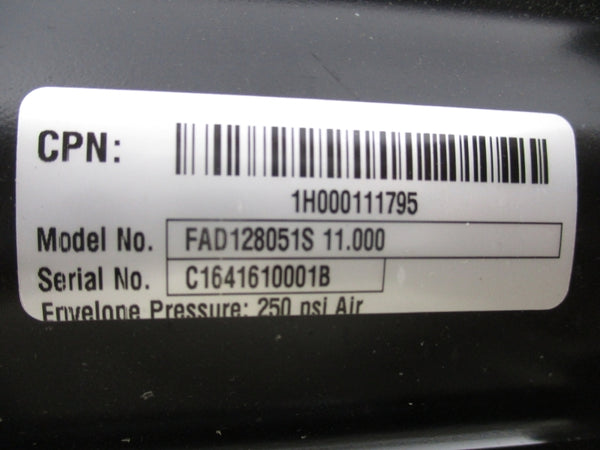 CPN:
1H000111795
Model No. FAD128051S 11.000
Serial No. C1641610001B
Envelope Pressure: 250 psi Air